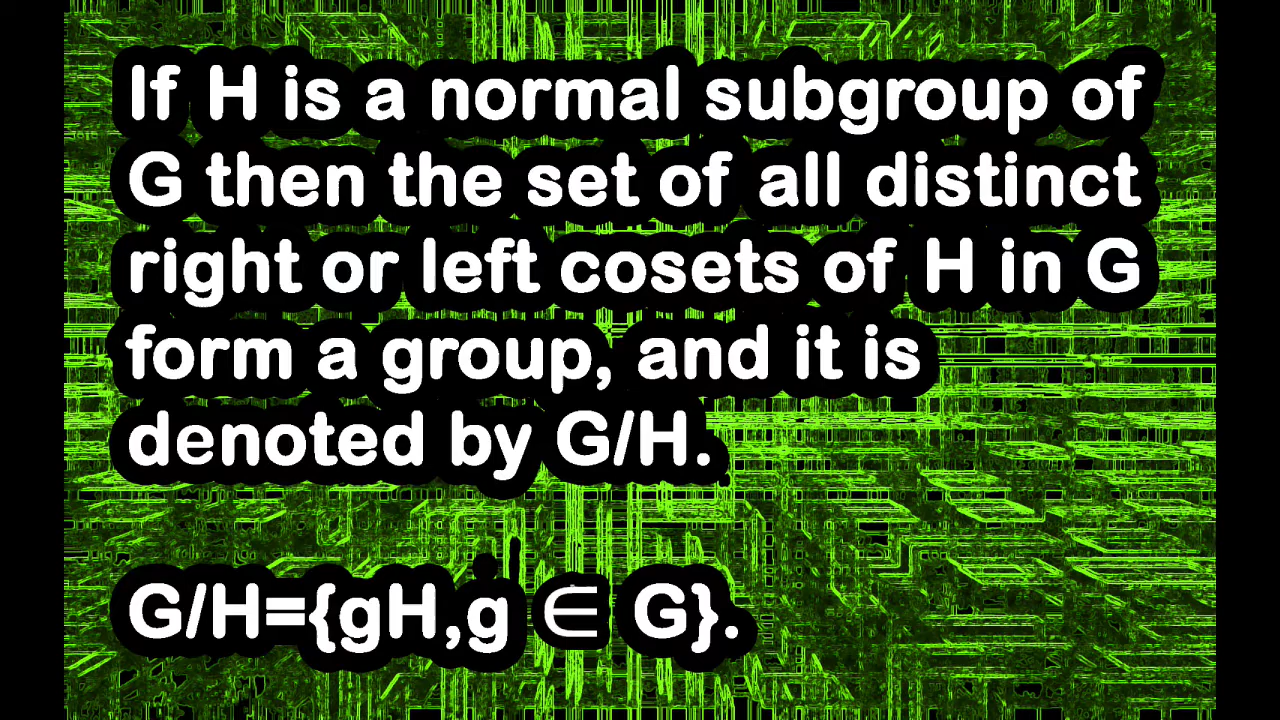 If H is a normal subgroup of
G then the set of all distinct
right or left cosets of H in G
form a group, and it is
denoted by G/H.
G/H={gH,g ∈ G}.